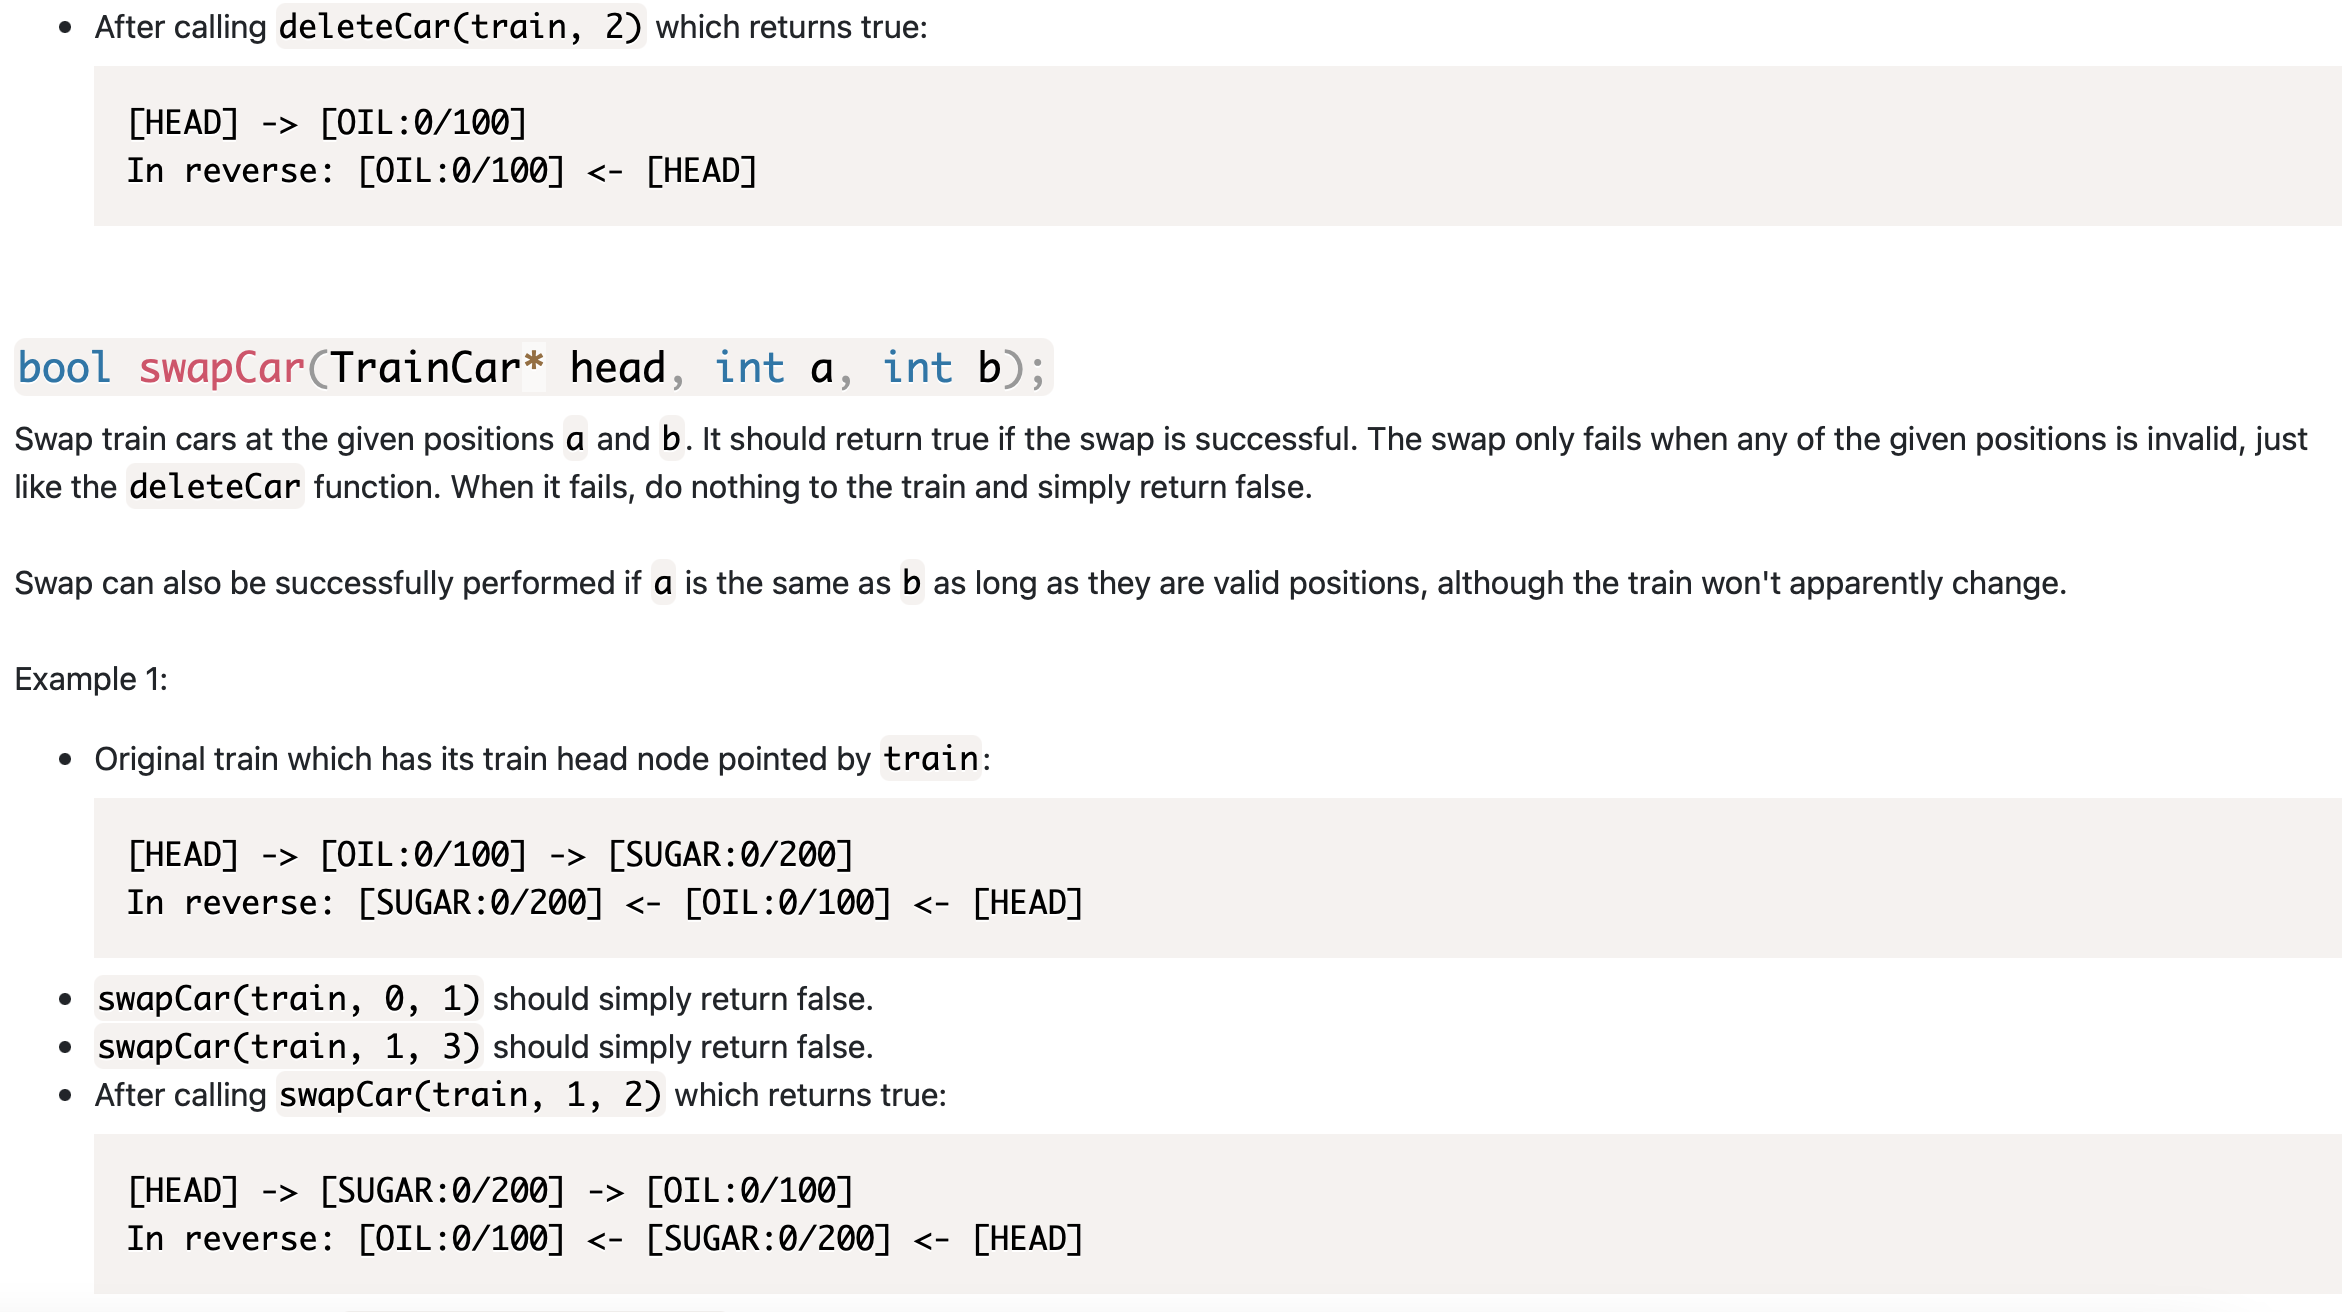 After calling deleteCar(train, 2) which returns true:
[HEAD] -> [OIL:0/100]
In reverse: [OIL:0/100] <- [HEAD]
bool swapCar(TrainCar* head, int a, int b);
Swap train cars at the given positions a and b. It should return true if the swap is successful. The swap only fails when any of the given positions is invalid, just
like the deleteCar function. When it fails, do nothing to the train and simply return false.
Swap can also be successfully performed if a is the same as b as long as they are valid positions, although the train won't apparently change.
Example 1:
Original train which has its train head node pointed by train:
[HEAD] -> [OIL:0/100] -> [SUGAR:0/200]
In reverse: [SUGAR:0/200] <- [OIL:0/100] <- [HEAD]
swapCar(train, 0, 1) should simply return false.
swapCar(train, 1, 3) should simply return false.
After calling swapCar(train, 1, 2) which returns true:
[HEAD] -> [SUGAR:0/200] -> [OIL:0/100]
In reverse: [OIL:0/100] <- [SUGAR:0/200] <- [HEAD]